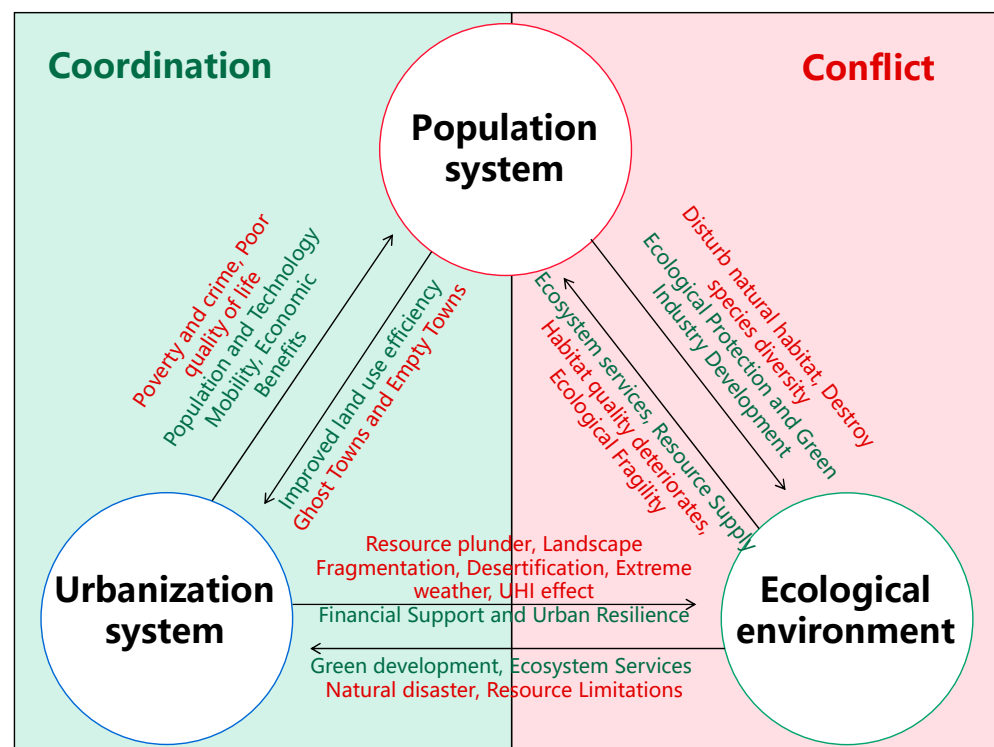 Coordination
Conflict
Population
system
Poverty and crime, Poor
quality of life
Population and Technology
Mobility, Economic
Benefits
Improved land use efficiency
Ghost Towns and Empty Towns
Disturb natural habitat, Destroy
species diversity
Ecological Protection and Green
Industry Development
Ecosystem services, Resource Supply
Habitat quality deteriorates,
Ecological Fragility
Urbanization
system
Resource plunder, Landscape
Fragmentation, Desertification, Extreme
weather, UHI effect
Financial Support and Urban Resilience
Green development, Ecosystem Services
Natural disaster, Resource Limitations
Ecological
environment